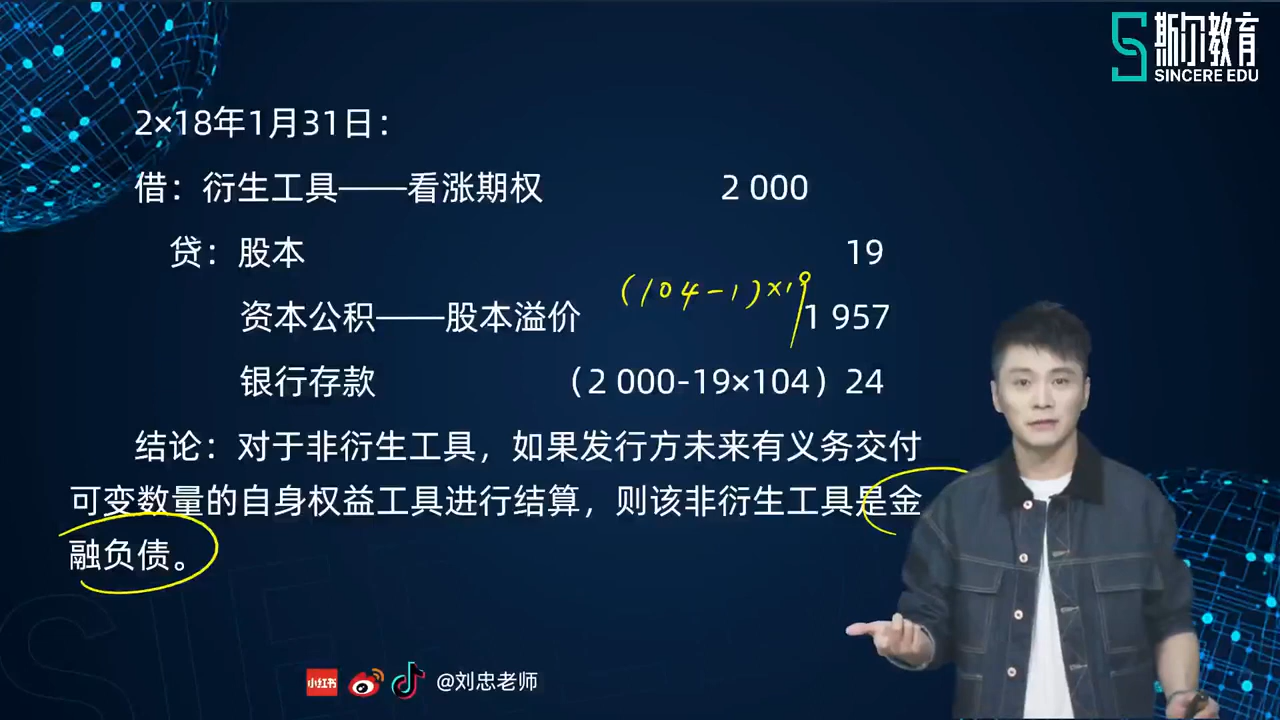 斯尔教育
SINCERE EDU
2×18年1月31日：
借：衍生工具——看涨期权 2 000
贷：股本 19
(104-1)×19
资本公积——股本溢价 1 957
银行存款 （2 000-19×104）24
结论：对于非衍生工具，如果发行方未来有义务交付
可变数量的自身权益工具进行结算，则该非衍生工具是金
融负债。
小红书 @刘忠老师